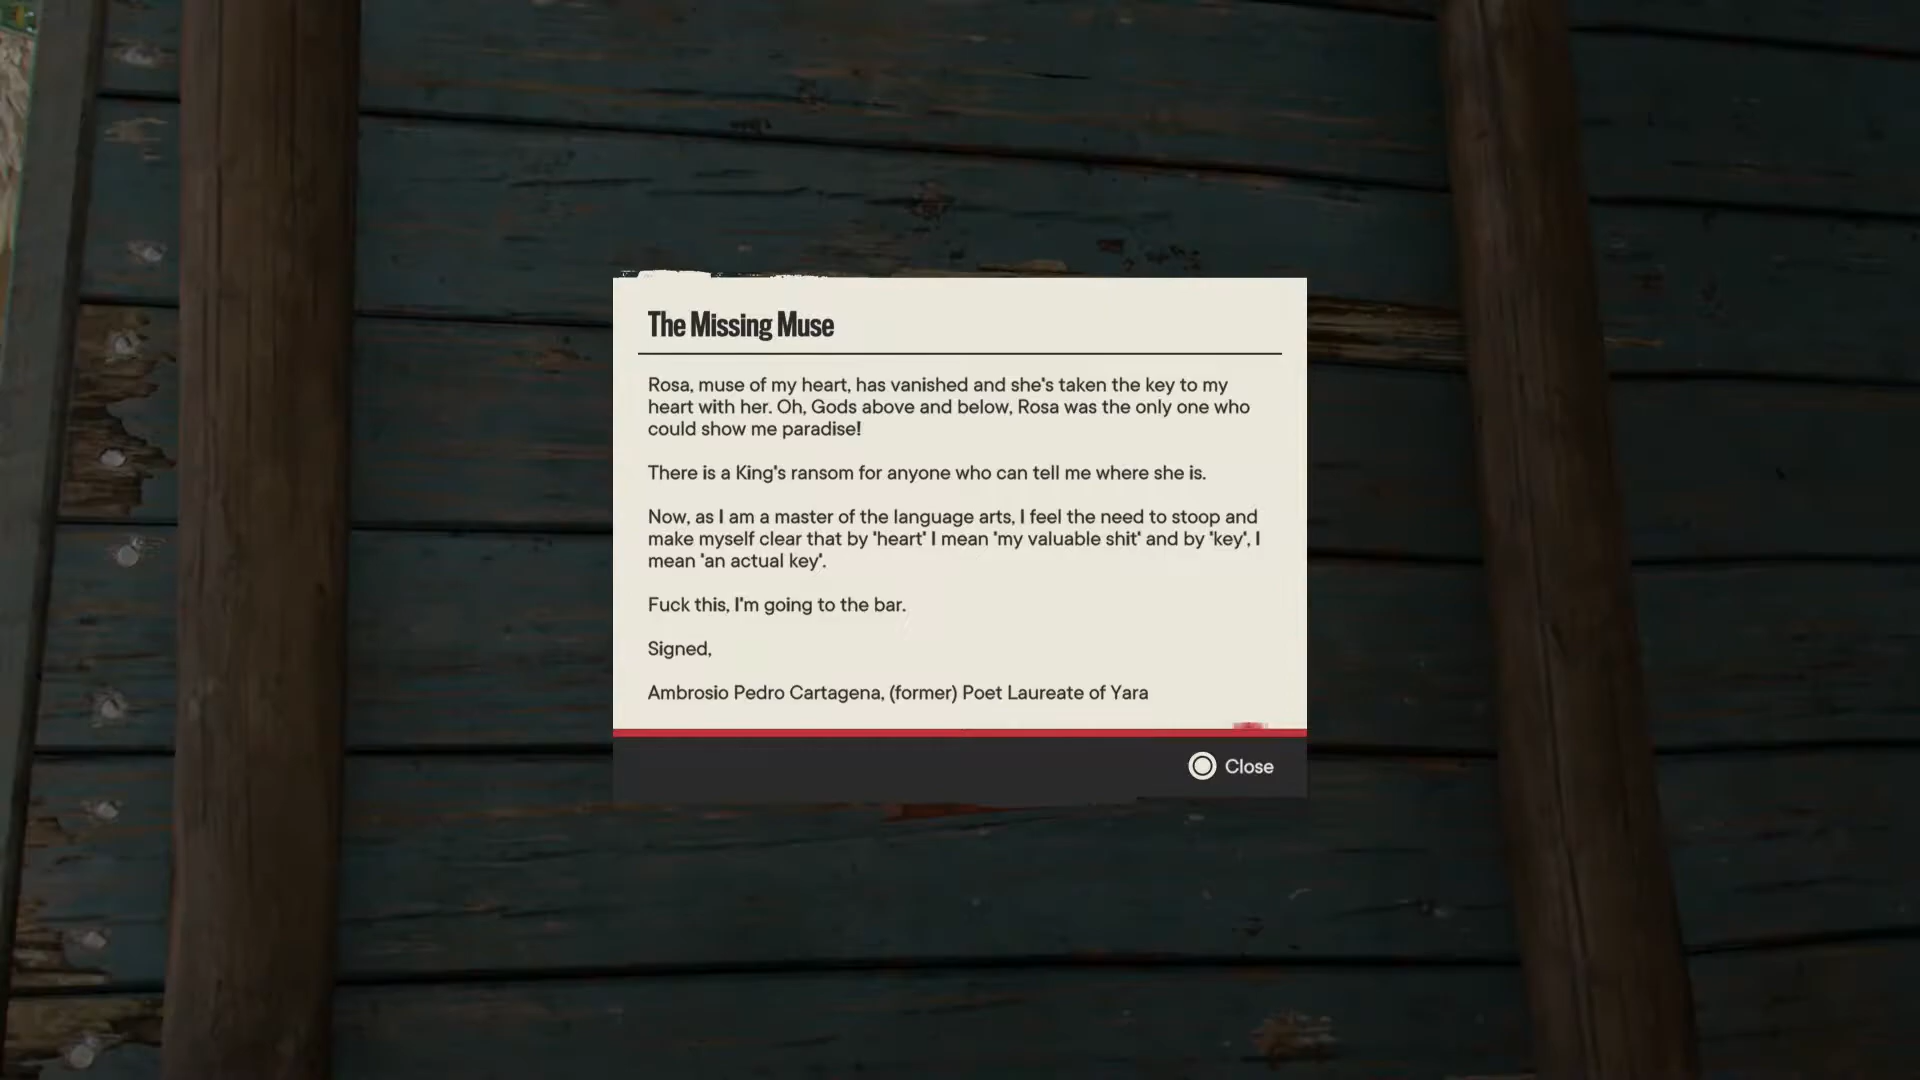 The Missing Muse
Rosa, muse of my heart, has vanished and she's taken the key to my
heart with her. Oh, Gods above and below, Rosa was the only one who
could show me paradise!
There is a King's ransom for anyone who can tell me where she is.
Now, as I am a master of the language arts, I feel the need to stoop and
make myself clear that by 'heart' I mean 'my valuable shit' and by 'key', I
mean 'an actual key'.
Fuck this, I'm going to the bar.
Signed,
Ambrosio Pedro Cartagena, (former) Poet Laureate of Yara
Close